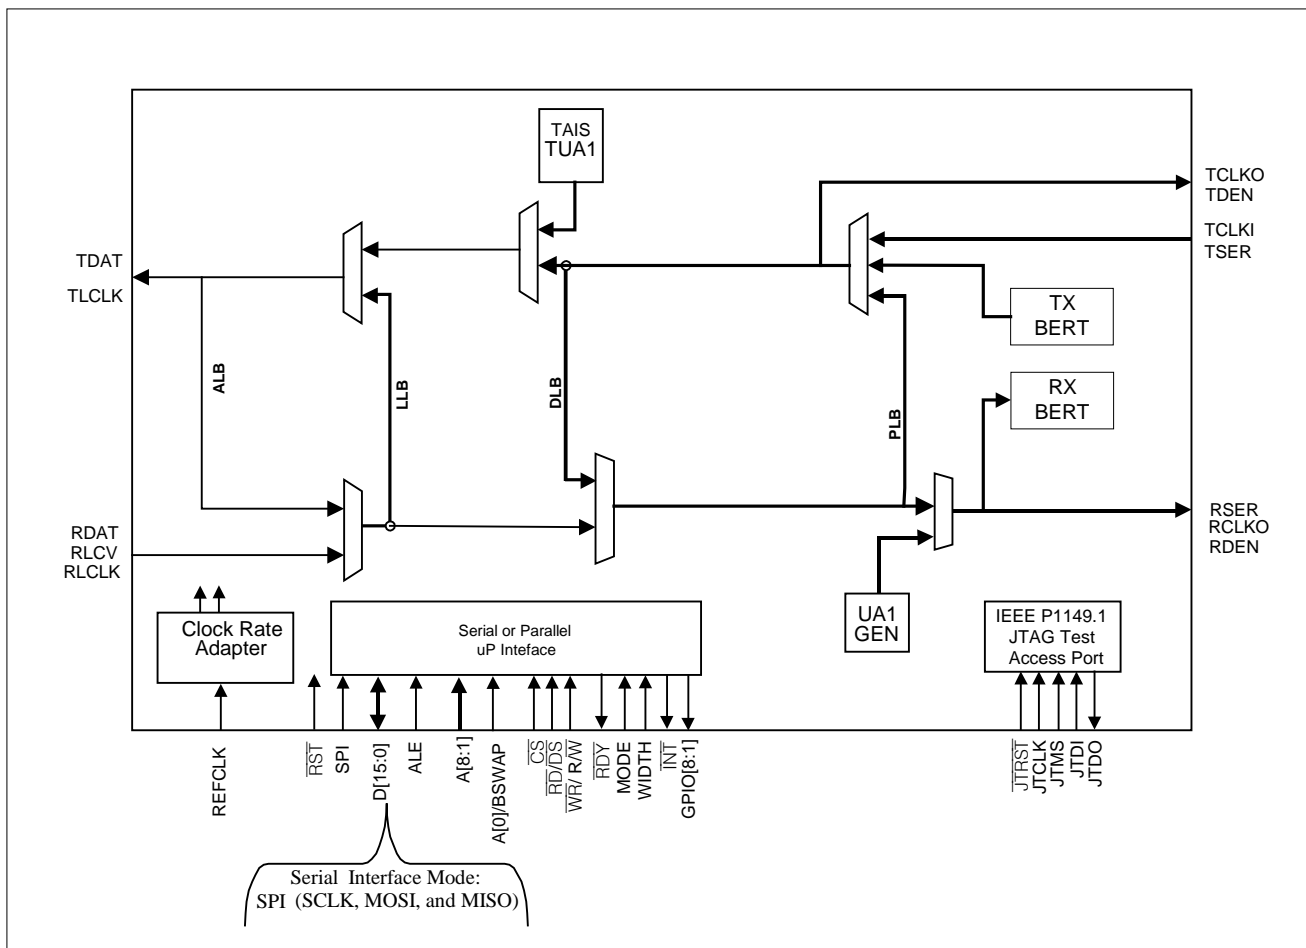 TAIS
TUA1
TCLKO
TDEN
TCLKI
TSER
TDAT
TLCLK
TX
BERT
ALB
LLB
DLB
PLB
RX
BERT
RDAT
RLCV
RLCLK
RSER
RCLKO
RDEN
Clock Rate
Adapter
Serial or Parallel
uP Inteface
UA1
GEN
IEEE P1149.1
JTAG Test
Access Port
REFCLK
RST
SPI
D[15:0]
ALE
A[8:1]
A[0]/BSWAP
CS
RD/DS
WR/ R/W
RDY
MODE
WIDTH
INT
GPIO[8:1]
JTRST
JTCLK
JTMS
JTDI
JTDO
Serial Interface Mode:
SPI (SCLK, MOSI, and MISO)